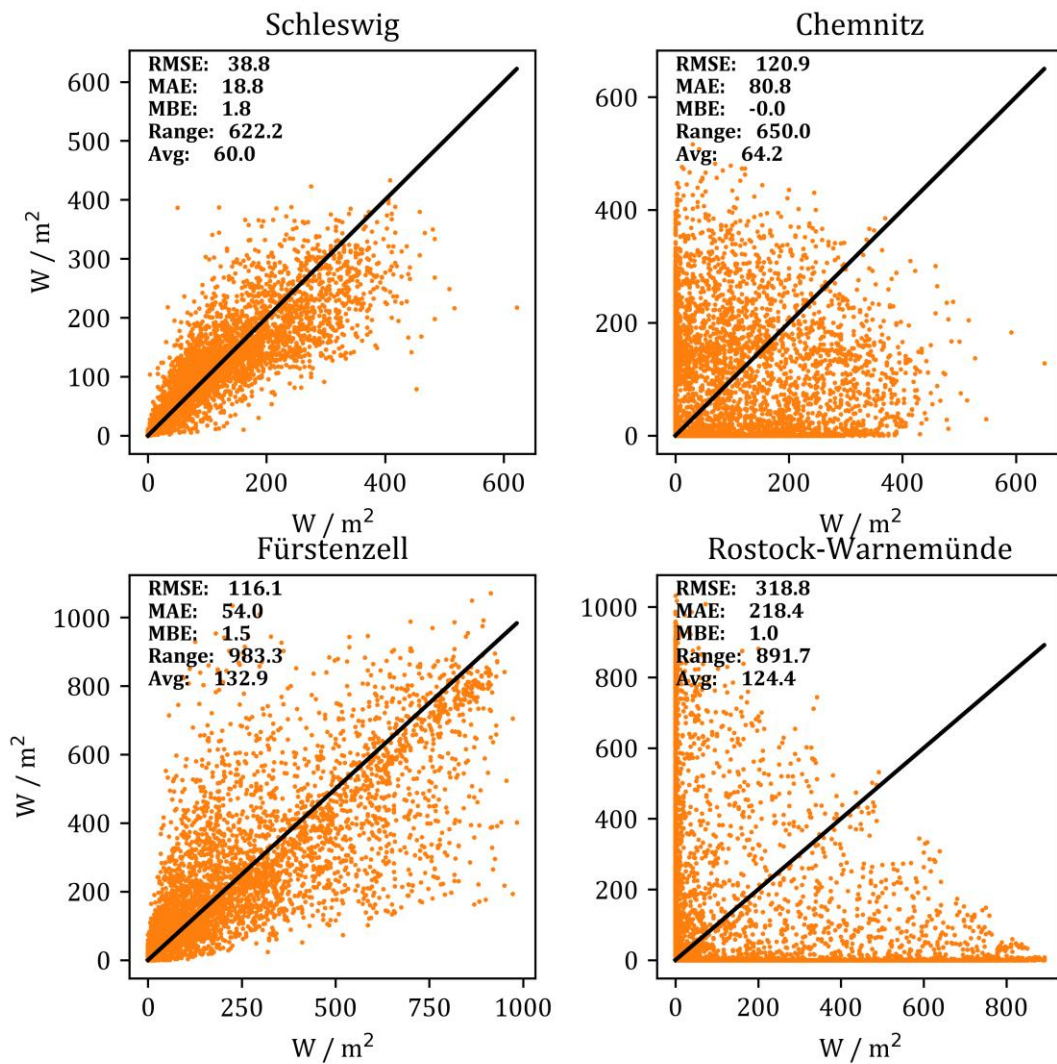 Schleswig
RMSE: 38.8
MAE: 18.8
MBE: 1.8
Range: 622.2
Avg: 60.0
600
500
400
300
200
100
0
W / m²
0 200 400 600
W / m²
Chemnitz
RMSE: 120.9
MAE: 80.8
MBE: -0.0
Range: 650.0
Avg: 64.2
600
400
200
0
0 200 400 600
W / m²
Fürstenzell
RMSE: 116.1
MAE: 54.0
MBE: 1.5
Range: 983.3
Avg: 132.9
1000
800
600
400
200
0
W / m²
0 250 500 750 1000
W / m²
Rostock-Warnemünde
RMSE: 318.8
MAE: 218.4
MBE: 1.0
Range: 891.7
Avg: 124.4
1000
800
600
400
200
0
0 200 400 600 800
W / m²